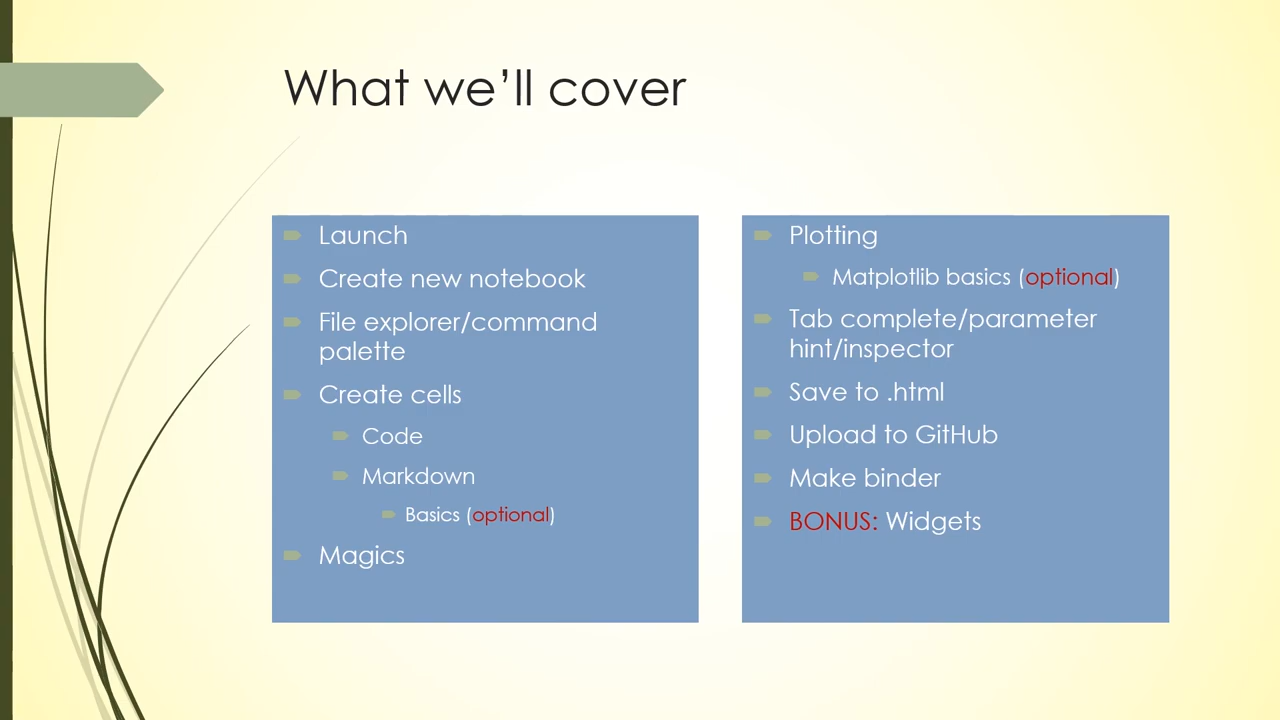 What we’ll cover
Launch
Create new notebook
File explorer/command
palette
Create cells
Code
Markdown
Basics (optional)
Magics
Plotting
Matplotlib basics (optional)
Tab complete/parameter
hint/inspector
Save to .html
Upload to GitHub
Make binder
BONUS: Widgets